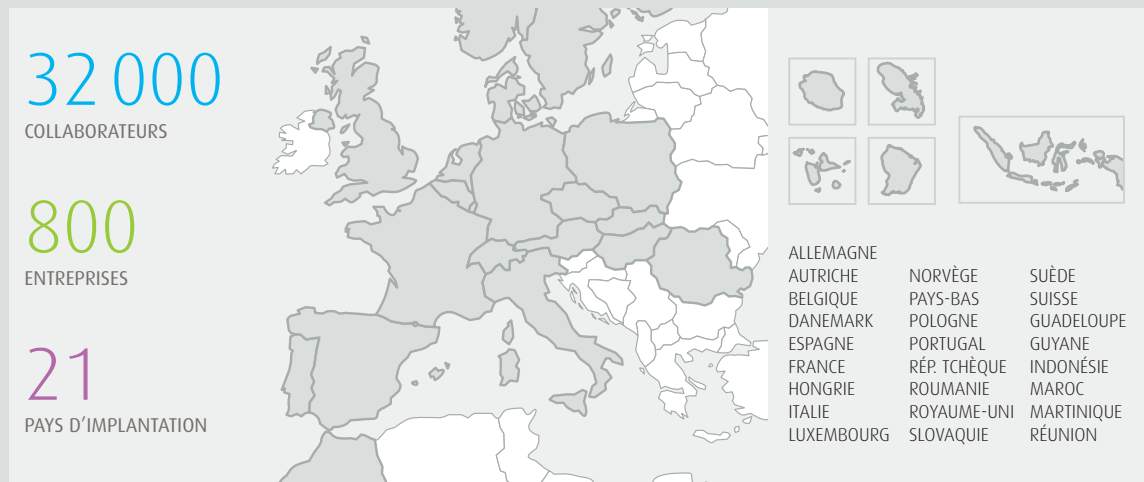 32 000
COLLABORATEURS
800
ENTREPRISES
21
PAYS D'IMPLANTATION
ALLEMAGNE
AUTRICHE
BELGIQUE
DANEMARK
ESPAGNE
FRANCE
HONGRIE
ITALIE
LUXEMBOURG
NORVÈGE
PAYS-BAS
POLOGNE
PORTUGAL
RÉP. TCHÈQUE
ROUMANIE
ROYAUME-UNI
SLOVAQUIE
SUÈDE
SUISSE
GUADELOUPE
GUYANE
INDONÉSIE
MAROC
MARTINIQUE
RÉUNION